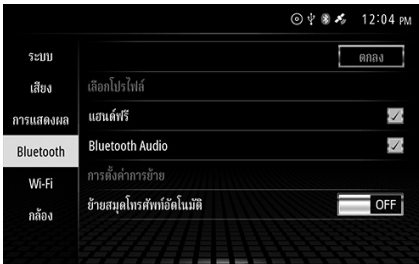 12:04 PM
ระบบ
ตกลง
เสียง
เลือกโปรไฟล์
การแสดงผล
แฮนด์ฟรี
Bluetooth
Bluetooth Audio
Wi-Fi
การตั้งค่าการย้าย
กล้อง
ย้ายสมุดโทรศัพท์อัตโนมัติ
OFF